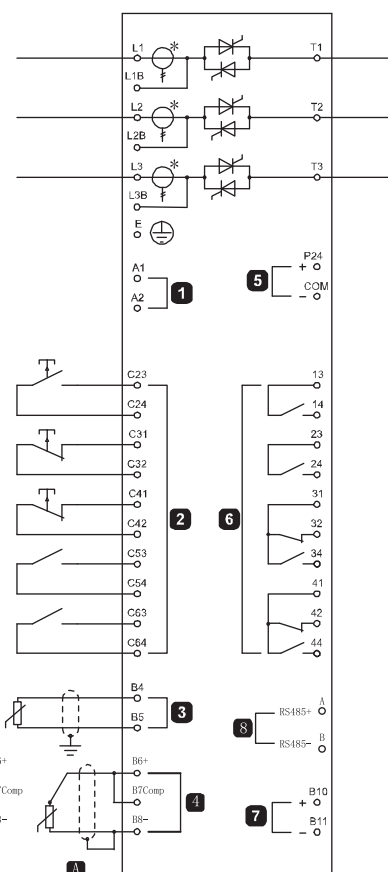 L1 * T1
L1B
L2 * T2
L2B
L3 * T3
L3B
E
P24
A1 + 
1 5
A2 COM
-
C23 13
C24 14
C31 23
C32 24
C41 31
2 6
C42 32
C53 34
C54 41
C63 42
C64 44
B4 A
3 RS485+
B5 8
RS485- B
6+ B6+
7Comp B7Comp 4 B10
+
8- B8- 7
- B11
A